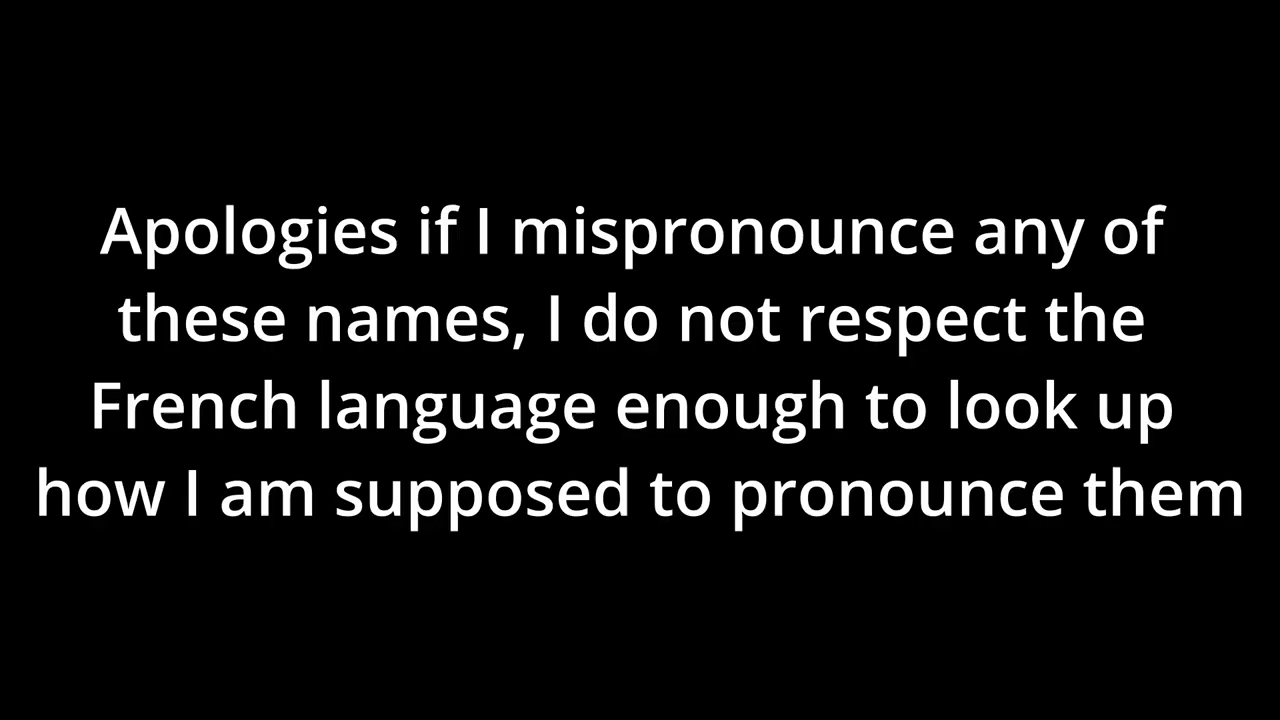 Apologies if I mispronounce any of
these names, I do not respect the
French language enough to look up
how I am supposed to pronounce them